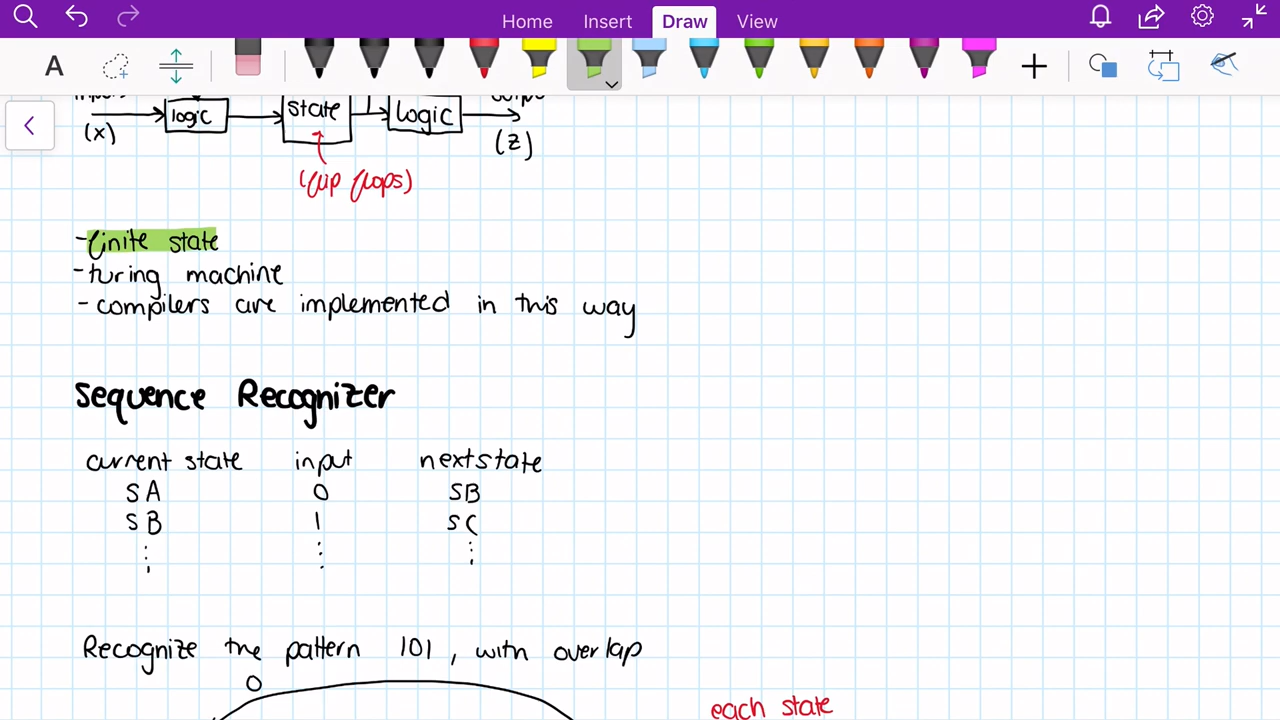 Home Insert Draw View
A
logic state logic
(x) (z)
(flip flops)
-finite state
-turing machine
- compilers are implemented in this way
Sequence Recognizer
current state input next state
SA 0 SB
SB 1 SC
Recognize the pattern 101, with overlap
0
each state